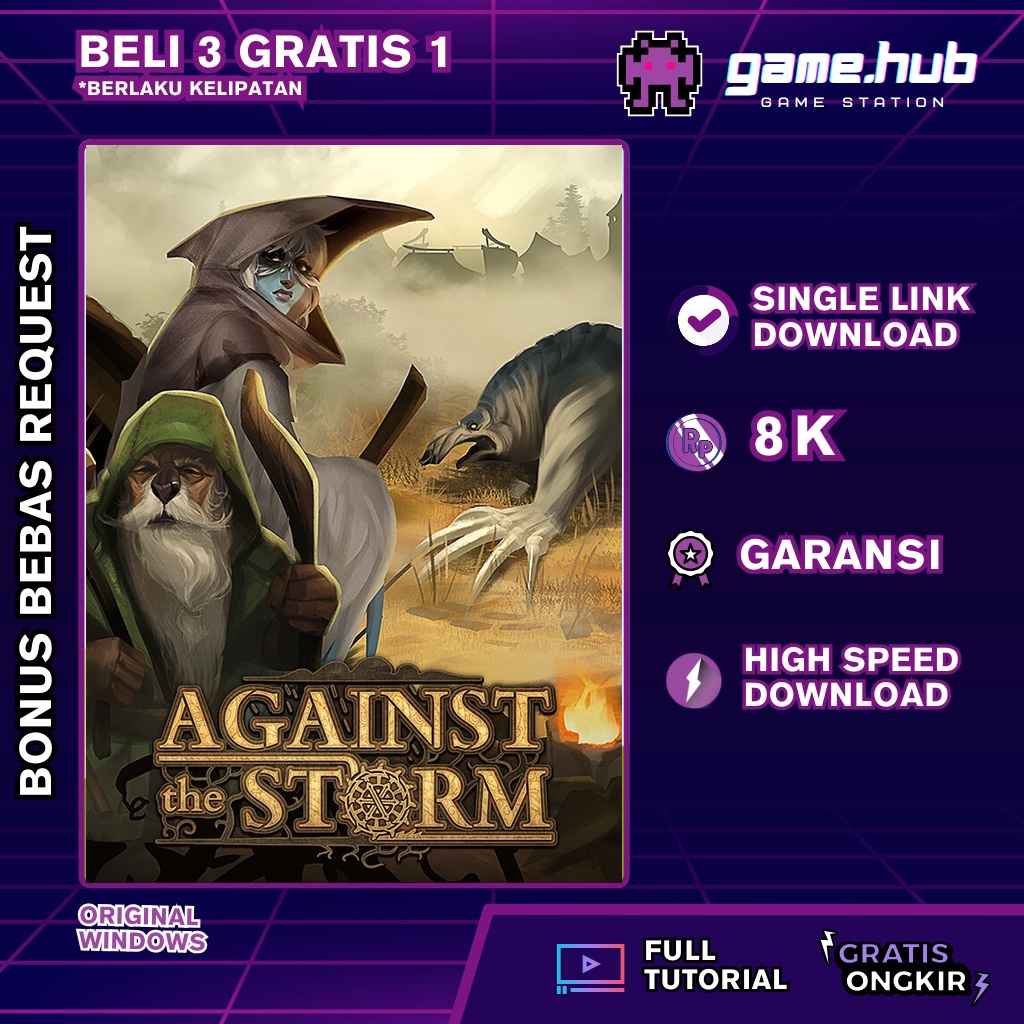 BELI 3 GRATIS 1
*BERLAKU KELIPATAN
game.hub
GAME STATION
BONUS BEBAS REQUEST
AGAINST
the STORM
SINGLE LINK
DOWNLOAD
RP
8K
GARANSI
HIGH SPEED
DOWNLOAD
ORIGINAL
WINDOWS
FULL
TUTORIAL
GRATIS
ONGKIR